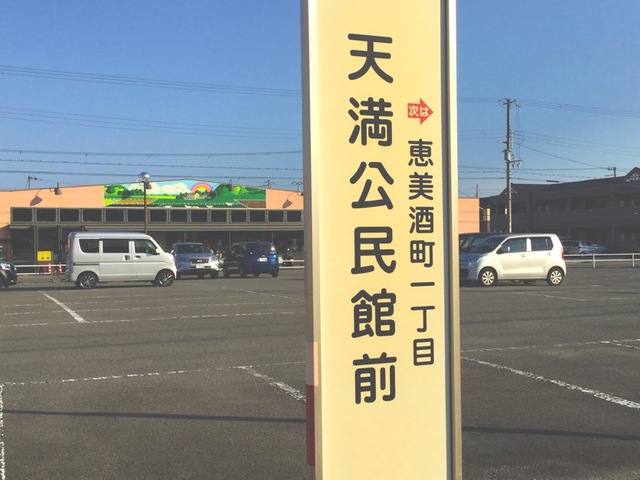 天満公民館前
次は
恵美酒町一丁目